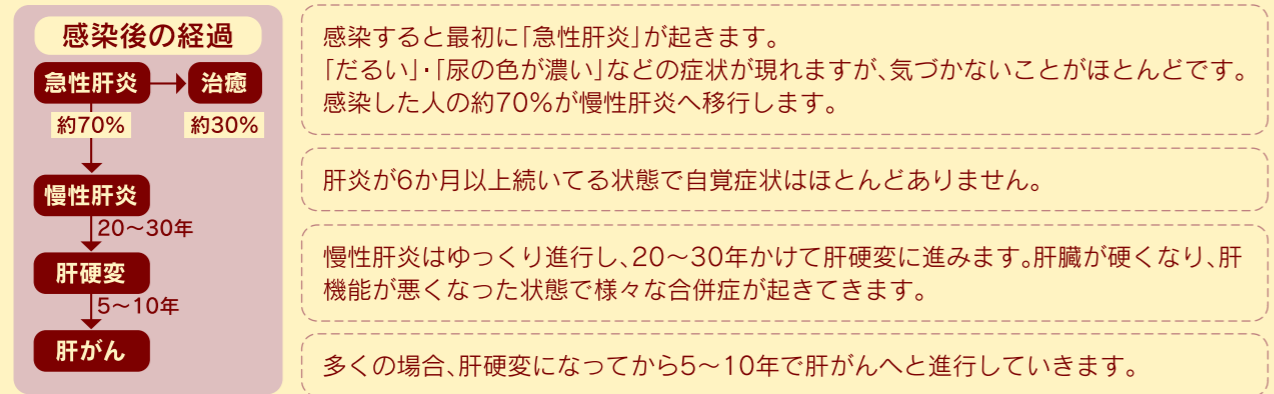 感染後の経過
急性肝炎
治癒
約70%
約30%
慢性肝炎
20〜30年
肝硬変
5〜10年
肝がん
感染すると最初に「急性肝炎」が起きます。
「だるい」・「尿の色が濃い」などの症状が現れますが、気づかないことがほとんどです。
感染した人の約70%が慢性肝炎へ移行します。
肝炎が6か月以上続いてる状態で自覚症状はほとんどありません。
慢性肝炎はゆっくり進行し、20〜30年かけて肝硬変に進みます。肝臓が硬くなり、肝
機能が悪くなった状態で様々な合併症が起きてきます。
多くの場合、肝硬変になってから5〜10年で肝がんへと進行していきます。